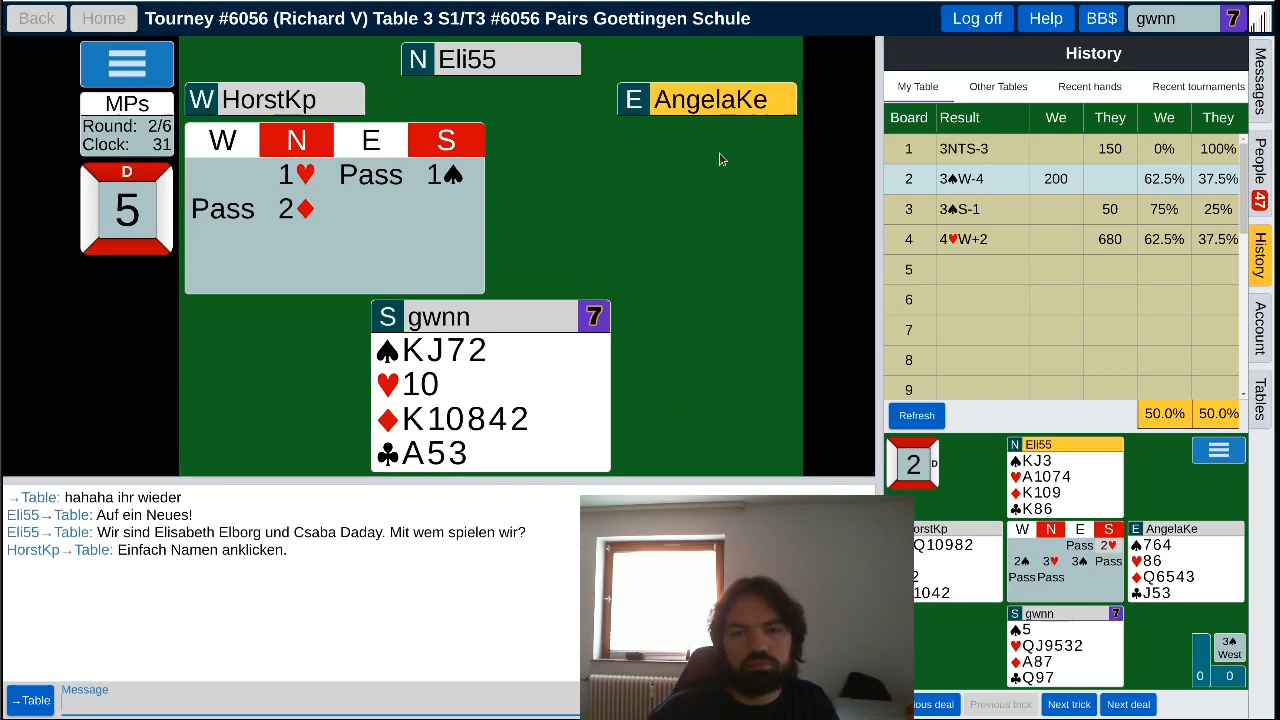 Back Home Tourney #6056 (Richard V) Table 3 S1/T3 #6056 Pairs Goettingen Schule Log off Help BB$ gwnn 7
MPs
Round: 2/6
Clock: 31
D
5
N Eli55
W HorstKp
E AngelaKe
W N E S
1♥ Pass 1♠
Pass 2♦
S gwnn 7
♠KJ72
♥10
♦K10842
♣A53
→Table: hahaha ihr wieder
Eli55→Table: Auf ein Neues!
Eli55→Table: Wir sind Elisabeth Elborg und Csaba Daday. Mit wem spielen wir?
HorstKp→Table: Einfach Namen anklicken.
→Table Message
History
My Table Other Tables Recent hands Recent tournaments
Board Result We They We They
1 3NTS-3 150 0% 100%
2 3♠W-4 200 62.5% 37.5%
3 3♠S-1 50 75% 25%
4 4♥W+2 680 62.5% 37.5%
5
6
7
8
9
Refresh 50.0% 50.0%
2 D
N Eli55
♠KJ3
♥A1074
♦K109
♣K86
orstKp
Q10982
2
1042
W N E S
Pass 2♥
2♠ 3♥ 3♠ Pass
Pass Pass
E AngelaKe
♠764
♥86
♦Q6543
♣J53
S gwnn 7
♠5
♥QJ9532
♦A87
♣Q97
3♠
West
0 0
ous deal Previous trick Next trick Next deal
Messages
People 47
History
Account
Tables